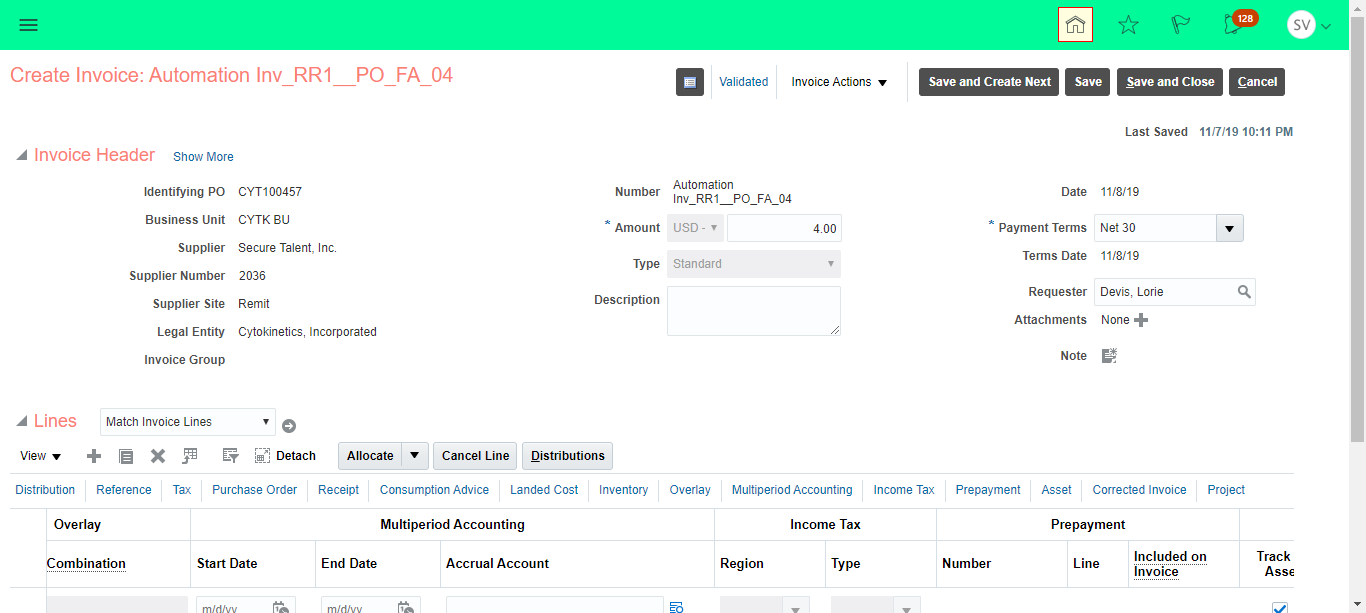 128
SV
Create Invoice: Automation Inv_RR1__PO_FA_04
Validated
Invoice Actions
Save and Create Next
Save
Save and Close
Cancel
Last Saved 11/7/19 10:11 PM
Invoice Header
Show More
Identifying PO CYT100457
Business Unit CYTK BU
Supplier Secure Talent, Inc.
Supplier Number 2036
Supplier Site Remit
Legal Entity Cytokinetics, Incorporated
Invoice Group
Number Automation
Inv_RR1__PO_FA_04
* Amount USD - 4.00
Type Standard
Description
Date 11/8/19
* Payment Terms Net 30
Terms Date 11/8/19
Requester Devis, Lorie
Attachments None
Note
Lines
Match Invoice Lines
View
Detach
Allocate
Cancel Line
Distributions
Distribution Reference Tax Purchase Order Receipt Consumption Advice Landed Cost Inventory Overlay Multiperiod Accounting Income Tax Prepayment Asset Corrected Invoice Project
Overlay Multiperiod Accounting Income Tax Prepayment
Combination Start Date End Date Accrual Account Region Type Number Line Included on
Invoice
Track
Asse
m/d/yy m/d/yy